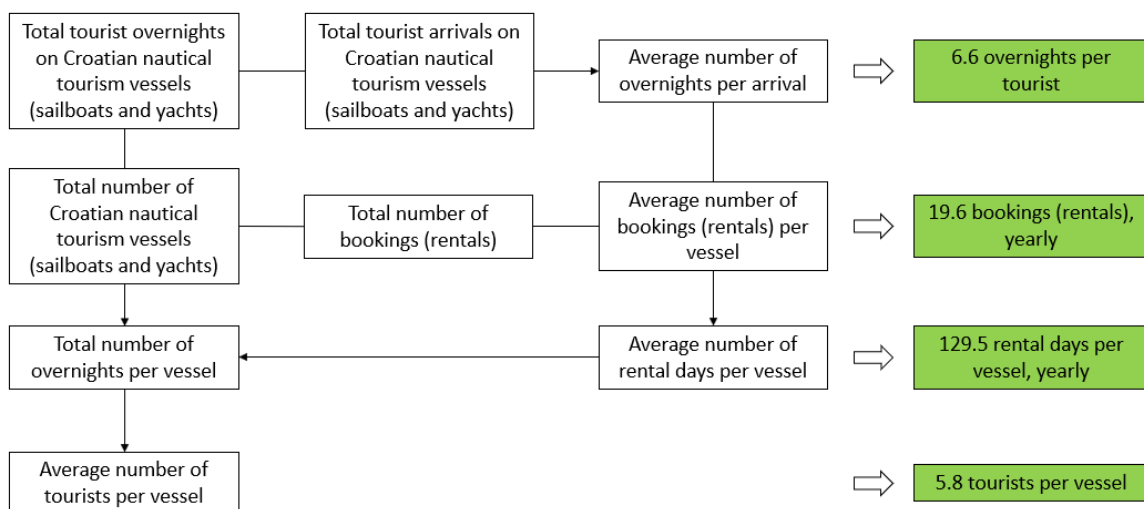 Total tourist overnights
on Croatian nautical
tourism vessels
(sailboats and yachts)
Total tourist arrivals on
Croatian nautical
tourism vessels
(sailboats and yachts)
Average number of
overnights per arrival
6.6 overnights per
tourist
Total number of
Croatian nautical
tourism vessels
(sailboats and yachts)
Total number of
bookings (rentals)
Average number of
bookings (rentals) per
vessel
19.6 bookings (rentals),
yearly
Total number of
overnights per vessel
Average number of
rental days per vessel
129.5 rental days per
vessel, yearly
Average number of
tourists per vessel
5.8 tourists per vessel